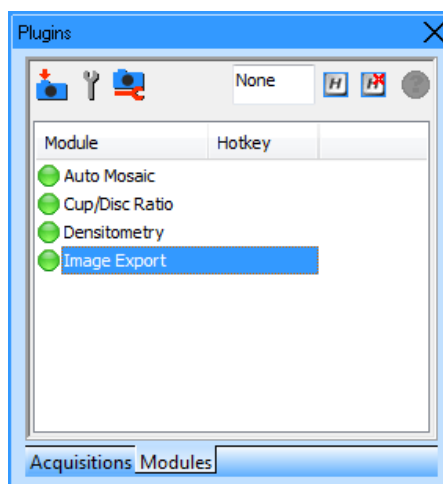 Plugins
None
H
H
Module Hotkey
Auto Mosaic
Cup/Disc Ratio
Densitometry
Image Export
Acquisitions Modules